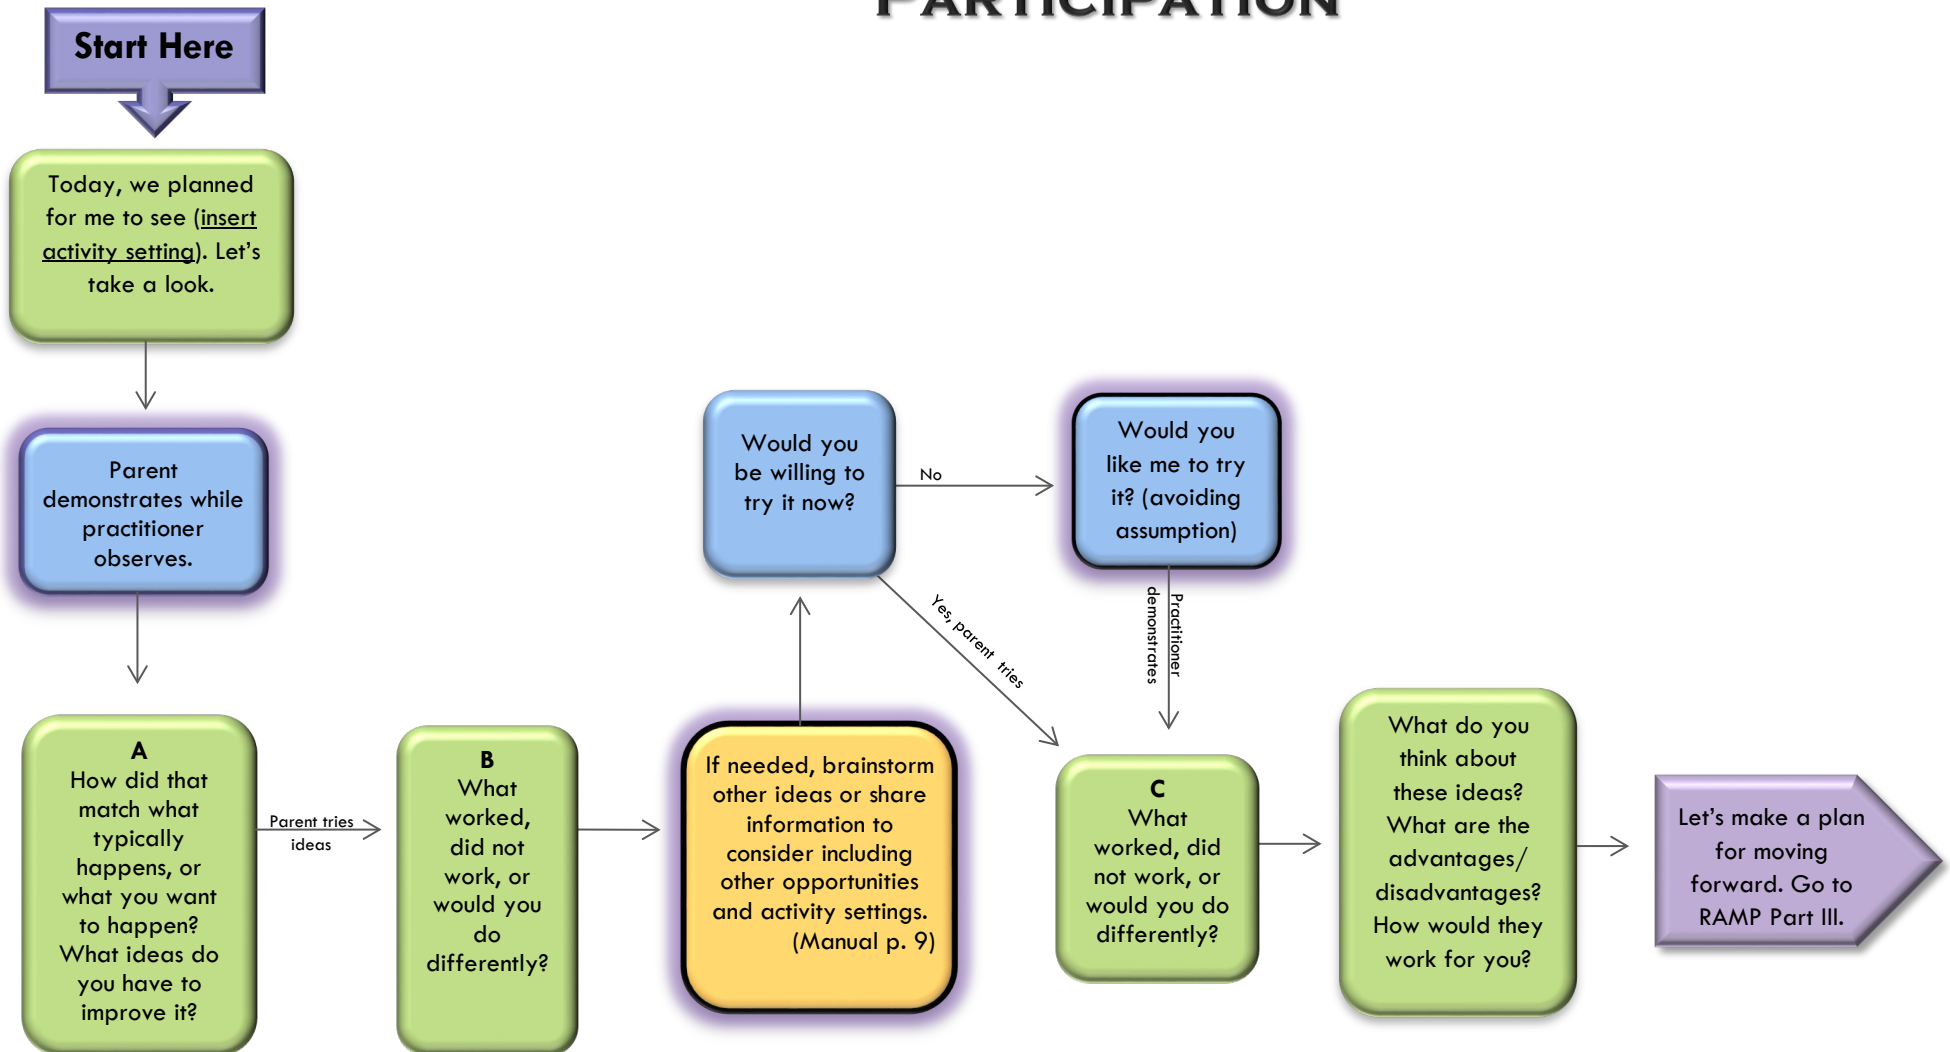 PARTICIPATION
Start Here
Today, we planned
for me to see (insert
activity setting). Let's
take a look.
Parent
demonstrates while
practitioner
observes.
A
How did that
match what
typically
happens, or
what you want
to happen?
What ideas do
you have to
improve it?
Parent tries
ideas
B
What
worked,
did not
work, or
would you
do
differently?
If needed, brainstorm
other ideas or share
information to
consider including
other opportunities
and activity settings.
(Manual p. 9)
Would you
be willing to
try it now?
No
Would you
like me to try
it? (avoiding
assumption)
Yes, parent tries
Practitioner
demonstrates
C
What
worked, did
not work, or
would you do
differently?
What do you
think about
these ideas?
What are the
advantages/
disadvantages?
How would they
work for you?
Let's make a plan
for moving
forward. Go to
RAMP Part III.